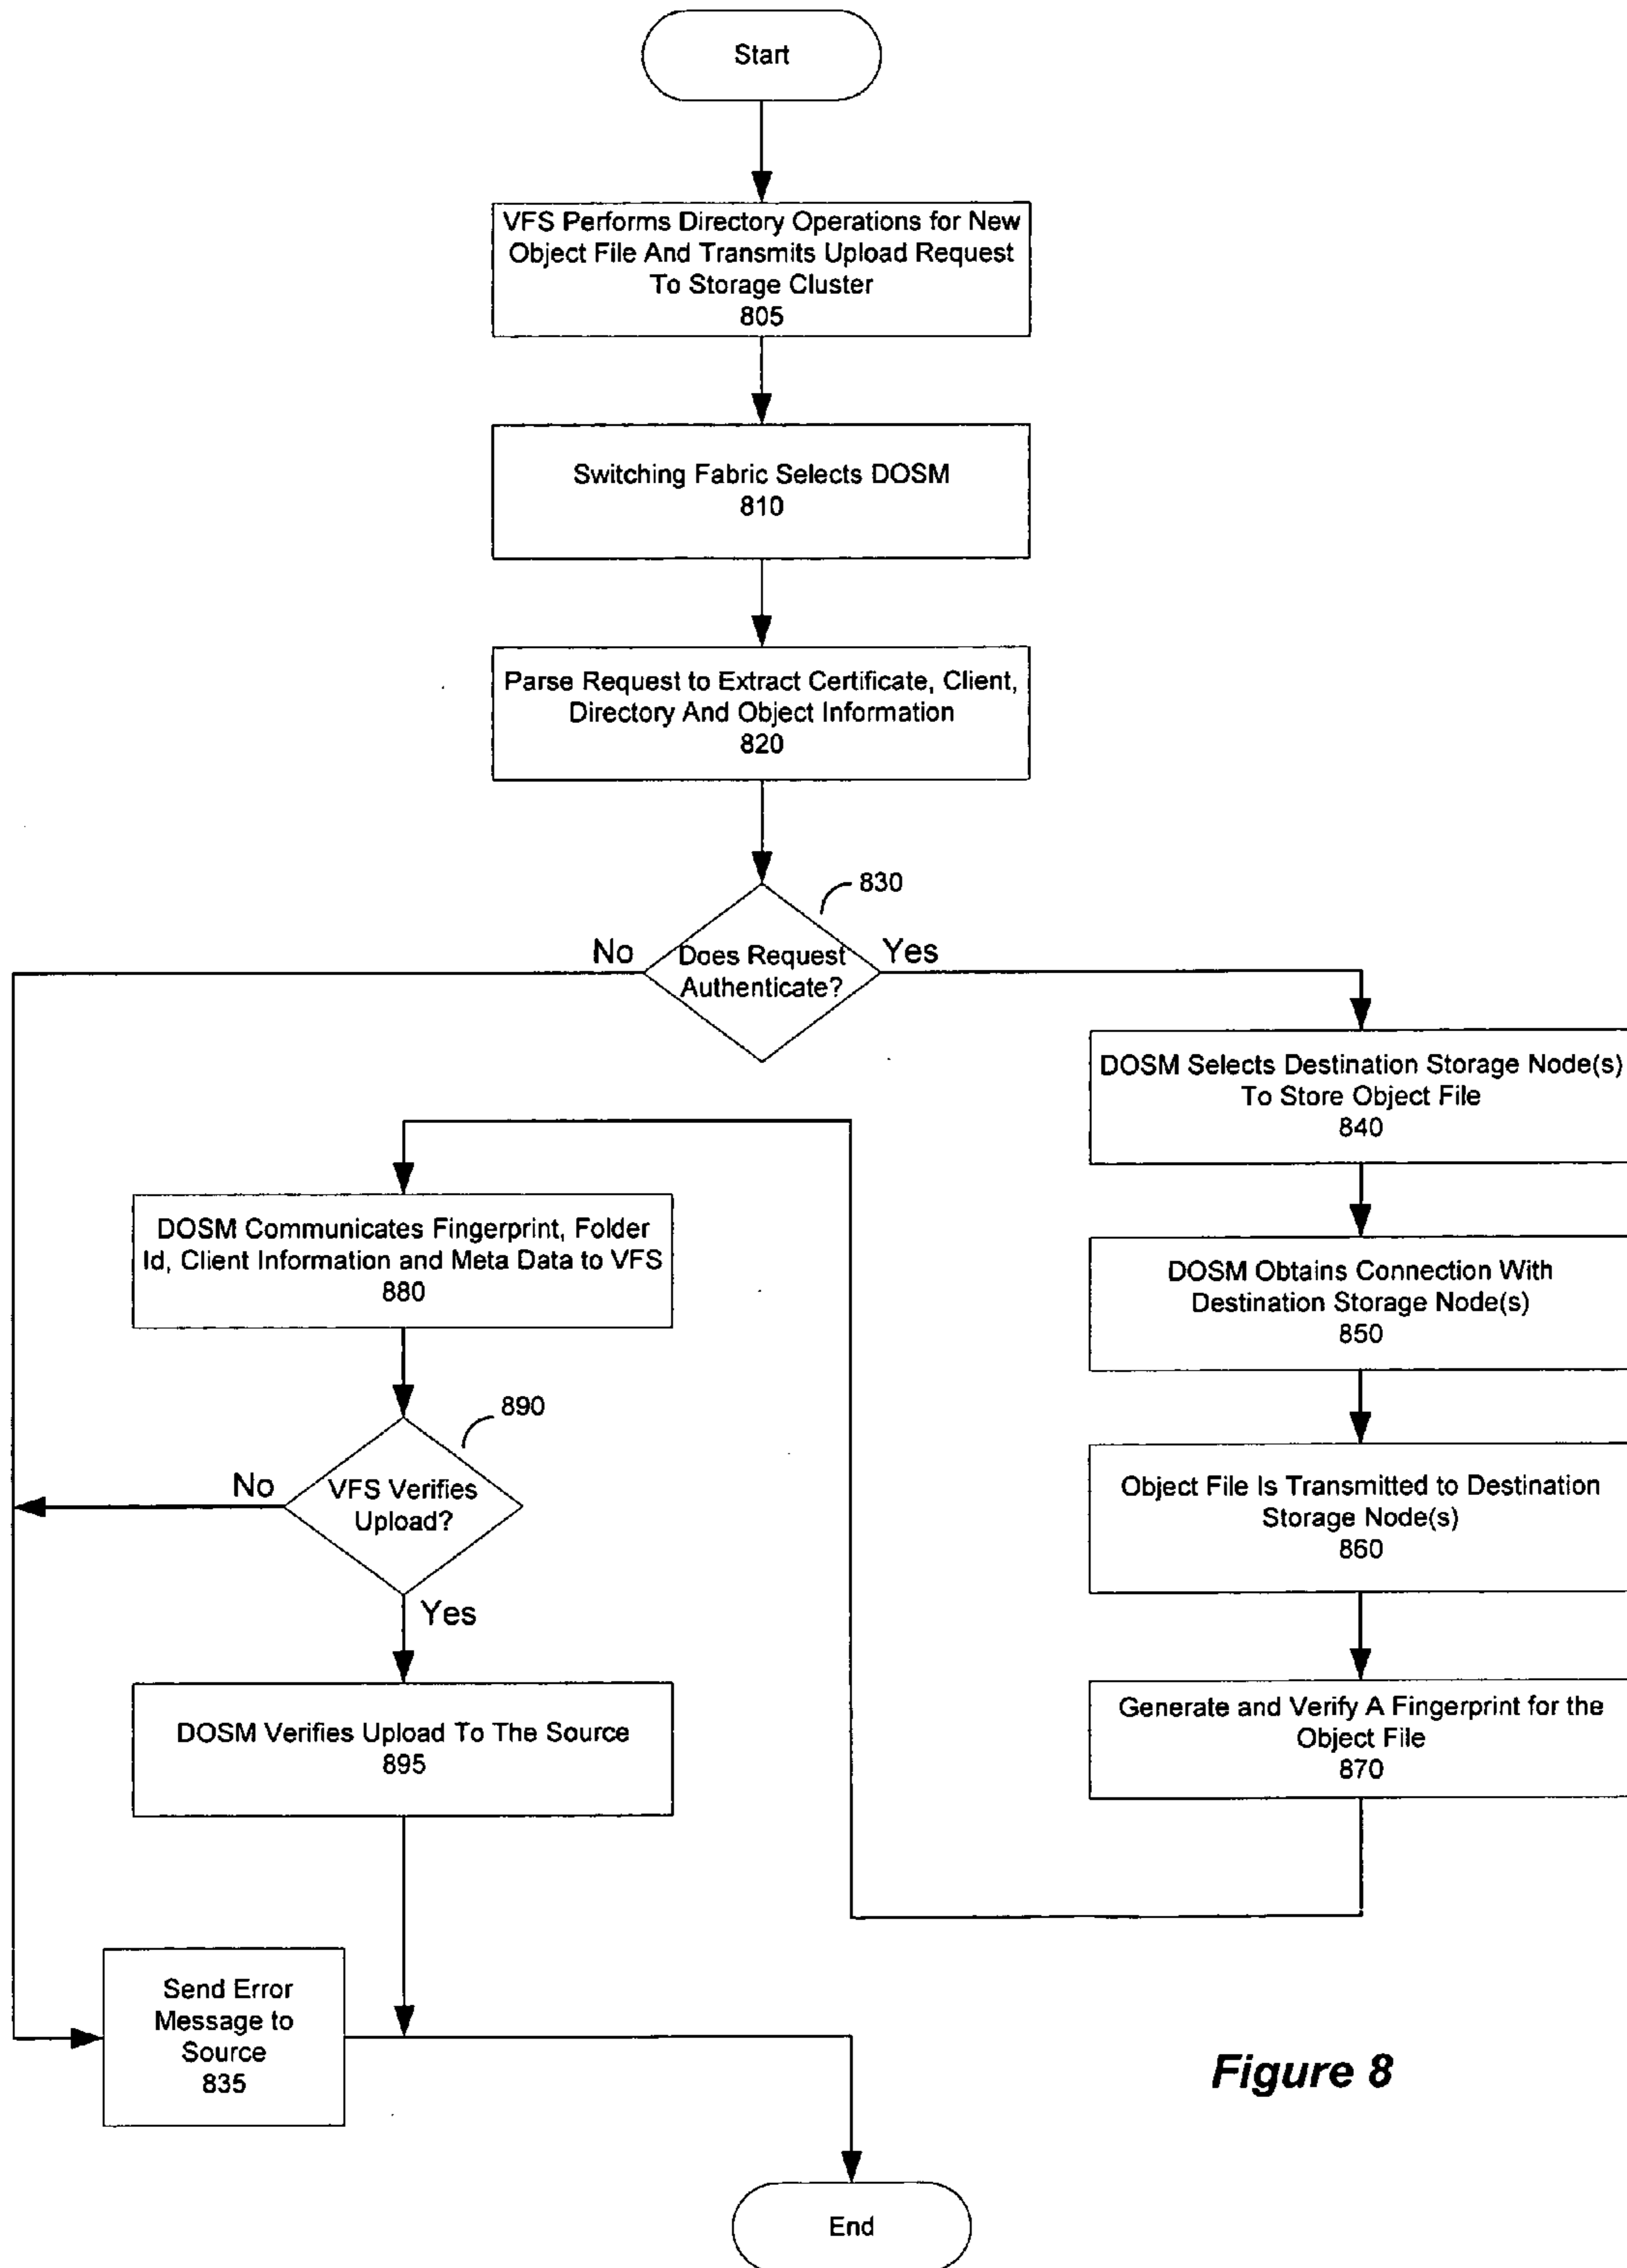 Start
VFS Performs Directory Operations for New
Object File And Transmits Upload Request
To Storage Cluster
805
Switching Fabric Selects DOSM
810
Parse Request to Extract Certificate, Client,
Directory And Object Information
820
830
No
Does Request
Authenticate?
Yes
DOSM Selects Destination Storage Node(s)
To Store Object File
840
DOSM Obtains Connection With
Destination Storage Node(s)
850
Object File Is Transmitted to Destination
Storage Node(s)
860
Generate and Verify A Fingerprint for the
Object File
870
DOSM Communicates Fingerprint, Folder
Id, Client Information and Meta Data to VFS
880
890
No
VFS Verifies
Upload?
Yes
DOSM Verifies Upload To The Source
895
Send Error
Message to
Source
835
End
Figure 8